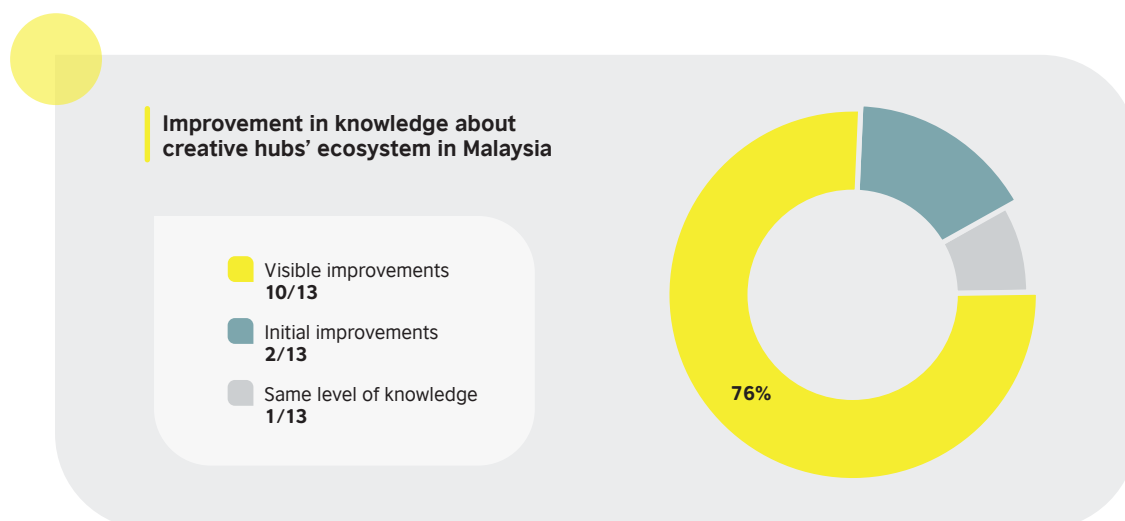 Improvement in knowledge about
creative hubs’ ecosystem in Malaysia
Visible improvements
10/13
Initial improvements
2/13
Same level of knowledge
1/13
76%